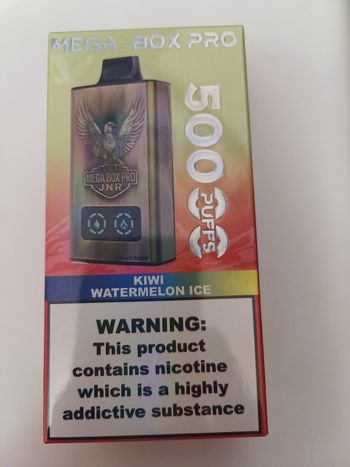 MEGA-BOX PRO
50000
PUFFS
MEGA BOX PRO
JNR
KIWI
WATERMELON ICE
WARNING:
This product
contains nicotine
which is a highly
addictive substance